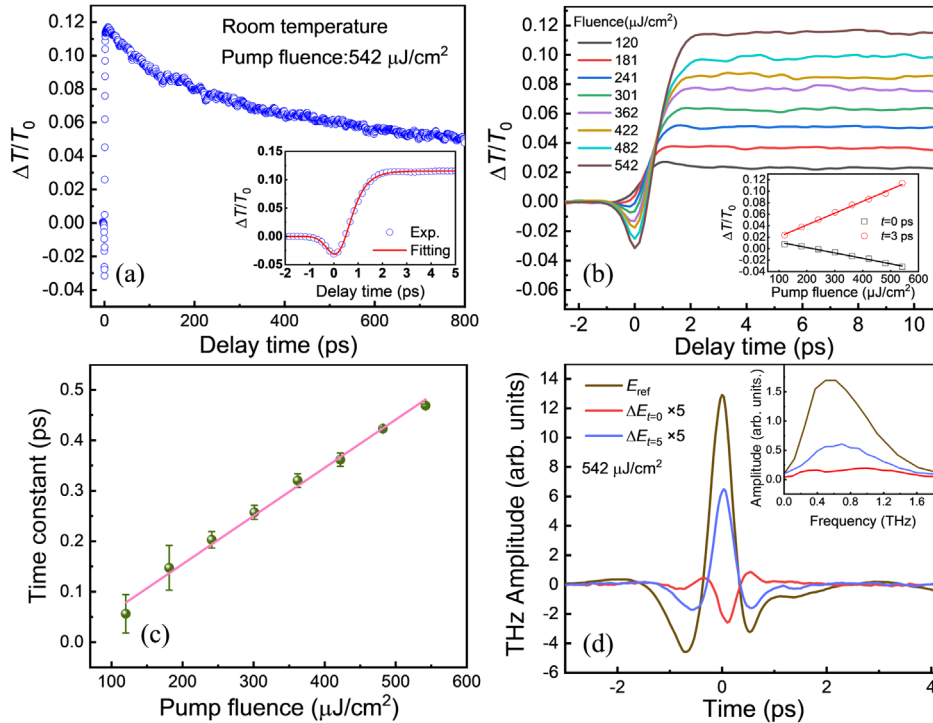 0.12
0.10
0.08
0.06
0.04
0.02
0.00
-0.02
-0.04
ΔT/T0
Room temperature
Pump fluence:542 μJ/cm2
0.15
0.10
0.05
0.00
-0.05
ΔT/T0
Exp.
Fitting
-2 -1 0 1 2 3 4 5
Delay time (ps)
(a)
0 200 400 600 800
Delay time (ps)
0.12
0.10
0.08
0.06
0.04
0.02
0.00
-0.02
-0.04
-0.06
ΔT/T0
Fluence(μJ/cm2)
120
181
241
301
362
422
482
542
0.12
0.10
0.08
0.06
0.04
0.02
0.00
-0.02
-0.04
ΔT/T0
t=0 ps
t=3 ps
100 200 300 400 500 600
Pump fluence (μJ/cm2)
(b)
-2 0 2 4 6 8 10
Delay time (ps)
0.5
0.4
0.3
0.2
0.1
0.0
Time constant (ps)
(c)
100 200 300 400 500 600
Pump fluence (μJ/cm2)
14
12
10
8
6
4
2
0
-2
-4
-6
THz Amplitude (arb. units)
Eref
ΔEt=0 ×5
ΔEt=5 ×5
542 μJ/cm2
1.5
1.0
0.5
0.0
Amplitude (arb. units.)
0.0 0.4 0.8 1.2 1.6
Frequency (THz)
(d)
-2 0 2 4
Time (ps)